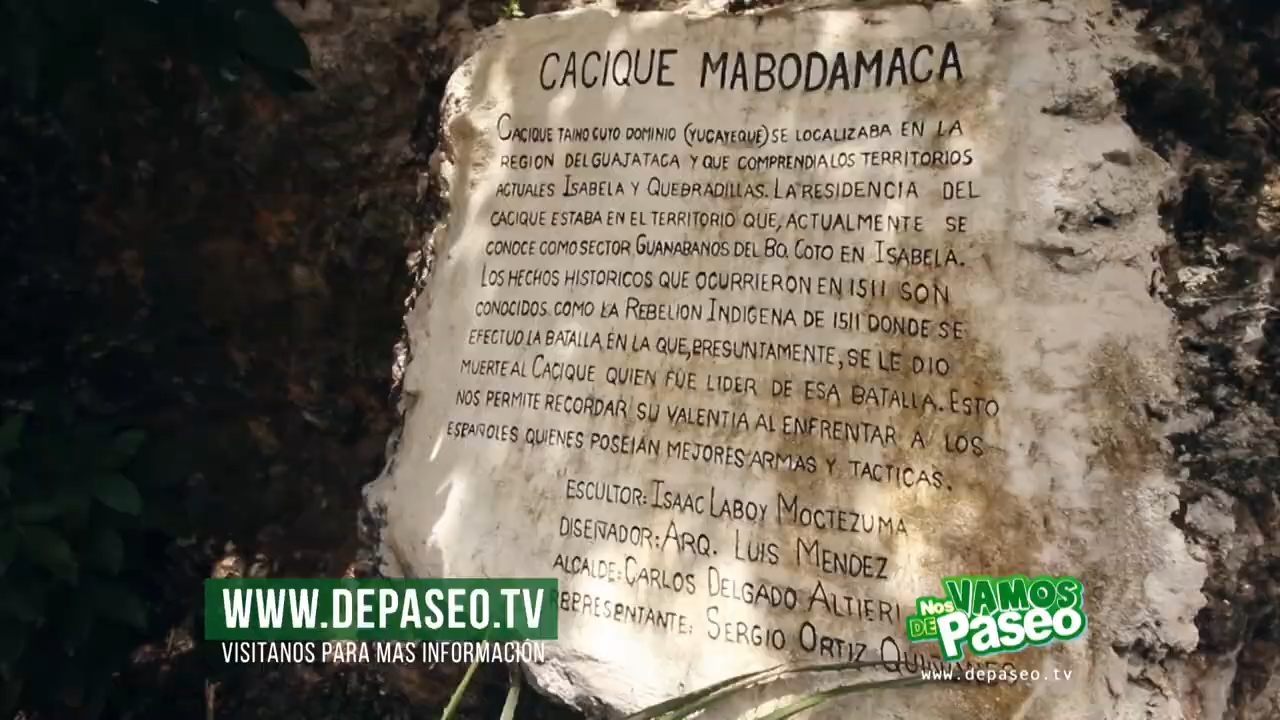 CACIQUE MABODAMACA
CACIQUE TAINO CUYO DOMINIO (YUCAYEQUE) SE LOCALIZABA EN LA
REGION DEL GUAJATACA Y QUE COMPRENDIA LOS TERRITORIOS
ACTUALES ISABELA Y QUEBRADILLAS. LA RESIDENCIA DEL
CACIQUE ESTABA EN EL TERRITORIO QUE, ACTUALMENTE SE
CONOCE COMO SECTOR GUANABANOS DEL BO. COTO EN ISABELA.
LOS HECHOS HISTORICOS QUE OCURRIERON EN 1511 SON
CONOCIDOS COMO LA REBELION INDIGENA DE 1511 DONDE SE
EFECTUO LA BATALLA EN LA QUE, PRESUNTAMENTE, SE LE DIO
MUERTE AL CACIQUE QUIEN FUE LIDER DE ESA BATALLA. ESTO
NOS PERMITE RECORDAR SU VALENTIA AL ENFRENTAR A LOS
ESPAÑOLES QUIENES POSEIAN MEJORES ARMAS Y TACTICAS.
ESCULTOR: ISAAC LABOY MOCTEZUMA
DISEÑADOR: ARQ. LUIS MENDEZ
ALCALDE: CARLOS DELGADO ALTIERI
REPRESENTANTE: SERGIO ORTIZ
WWW.DEPASEO.TV
VISITANOS PARA MAS INFORMACIÓN
Nos VAMOS
DE Paseo
www.depaseo.tv